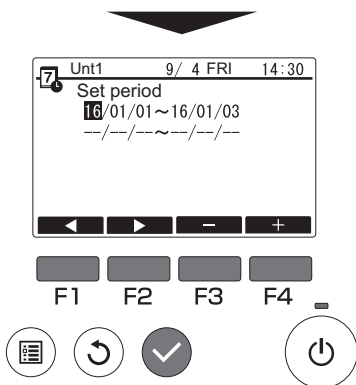 7 Unt1 9/ 4 FRI 14:30
Set period
16/01/01～16/01/03
--/--/--～--/--/--
◀ ▶ − +
F1 F2 F3 F4